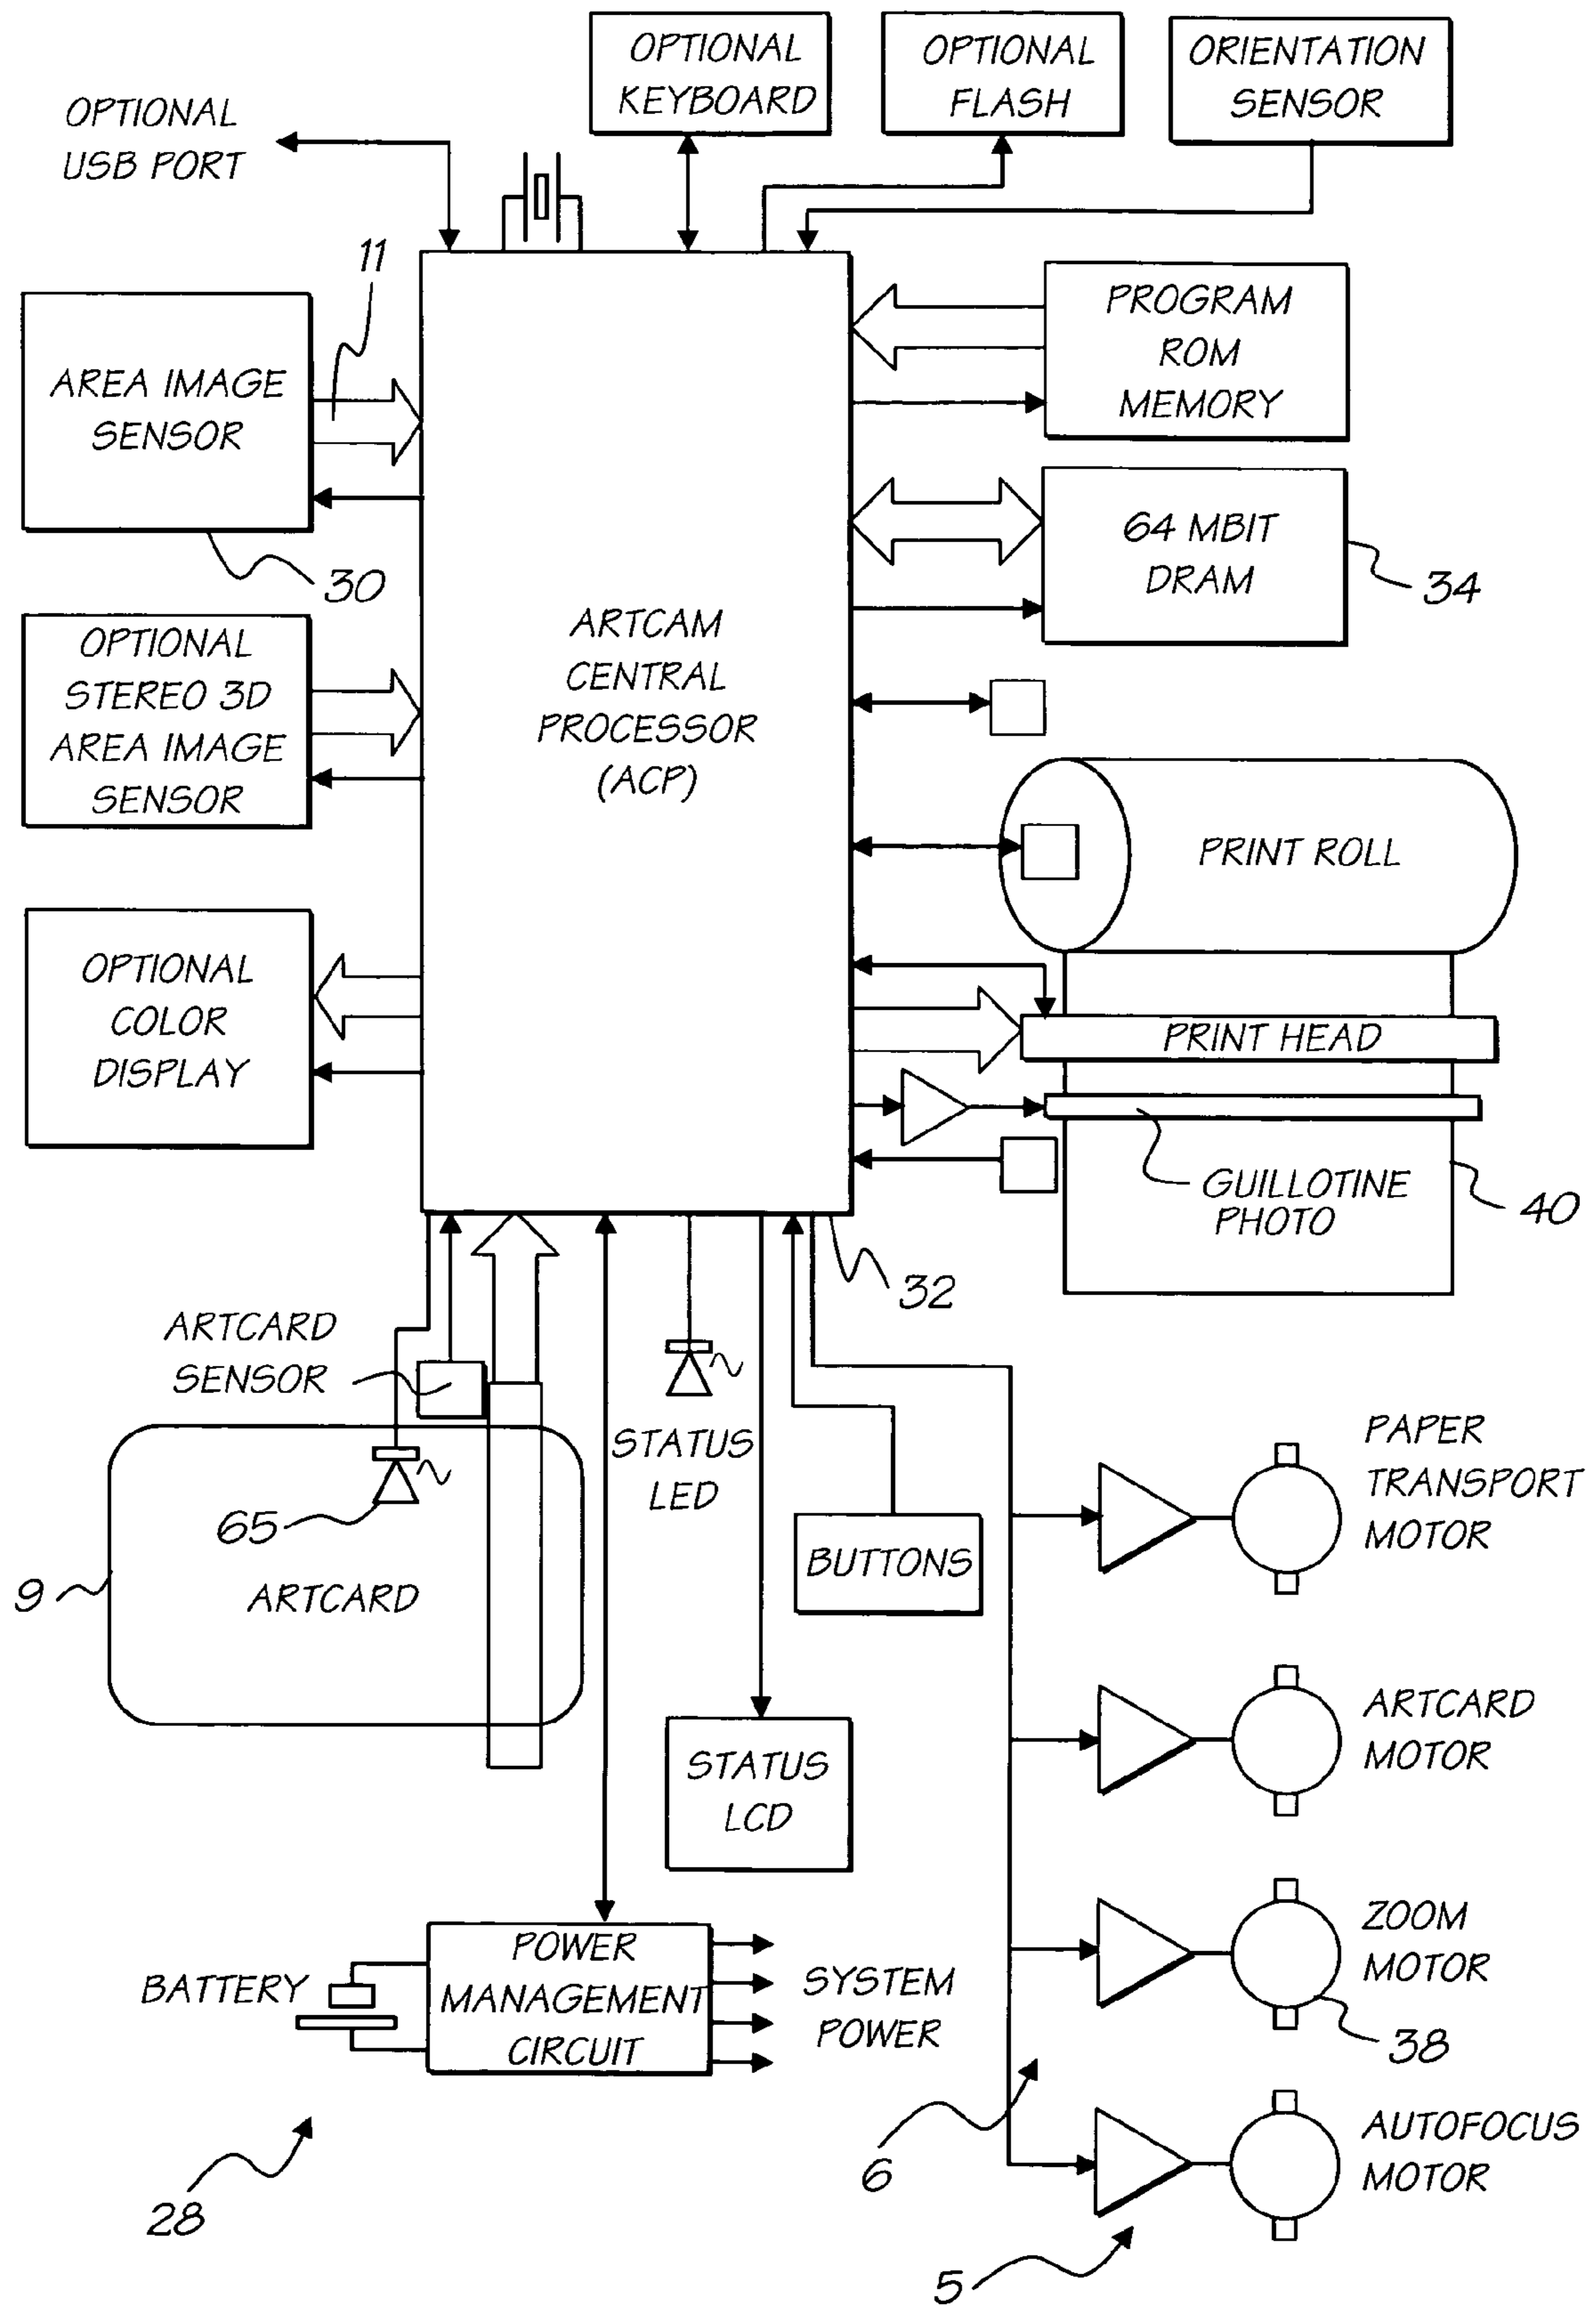 OPTIONAL
KEYBOARD
OPTIONAL
FLASH
ORIENTATION
SENSOR
OPTIONAL
USB PORT
11
AREA IMAGE
SENSOR
30
PROGRAM
ROM
MEMORY
64 MBIT
DRAM
34
ARTCAM
CENTRAL
PROCESSOR
(ACP)
OPTIONAL
STEREO 3D
AREA IMAGE
SENSOR
PRINT ROLL
OPTIONAL
COLOR
DISPLAY
PRINT HEAD
GUILLOTINE
PHOTO
40
32
ARTCARD
SENSOR
STATUS
LED
65
9
ARTCARD
BUTTONS
PAPER
TRANSPORT
MOTOR
ARTCARD
MOTOR
STATUS
LCD
ZOOM
MOTOR
38
BATTERY
POWER
MANAGEMENT
CIRCUIT
SYSTEM
POWER
6
28
AUTOFOCUS
MOTOR
5